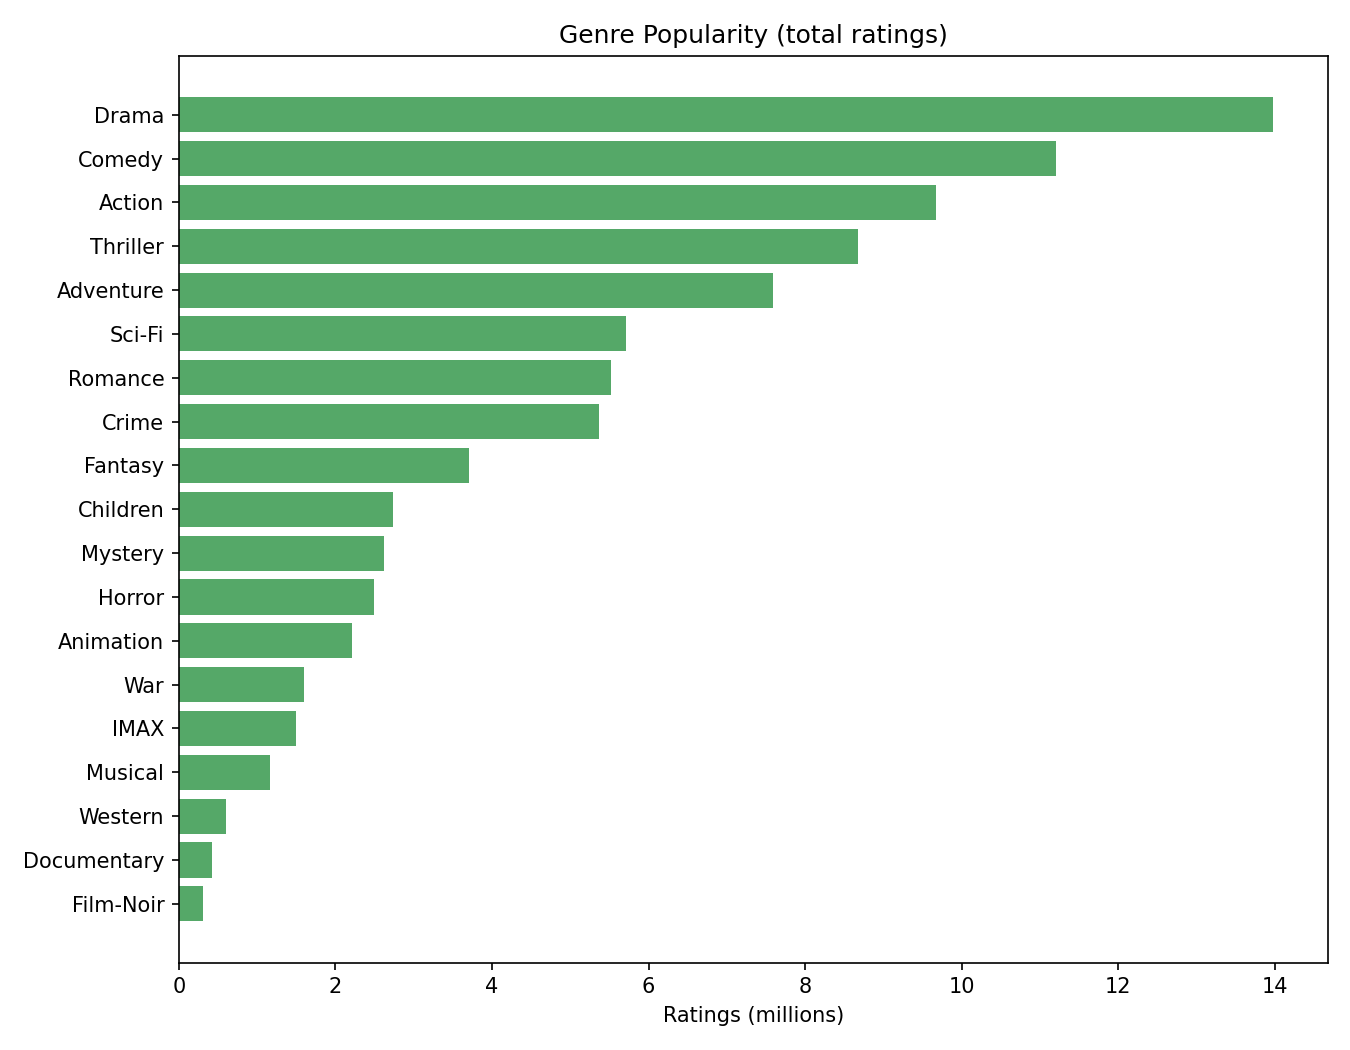 Genre Popularity (total ratings)
Drama
Comedy
Action
Thriller
Adventure
Sci-Fi
Romance
Crime
Fantasy
Children
Mystery
Horror
Animation
War
IMAX
Musical
Western
Documentary
Film-Noir
0 2 4 6 8 10 12 14
Ratings (millions)